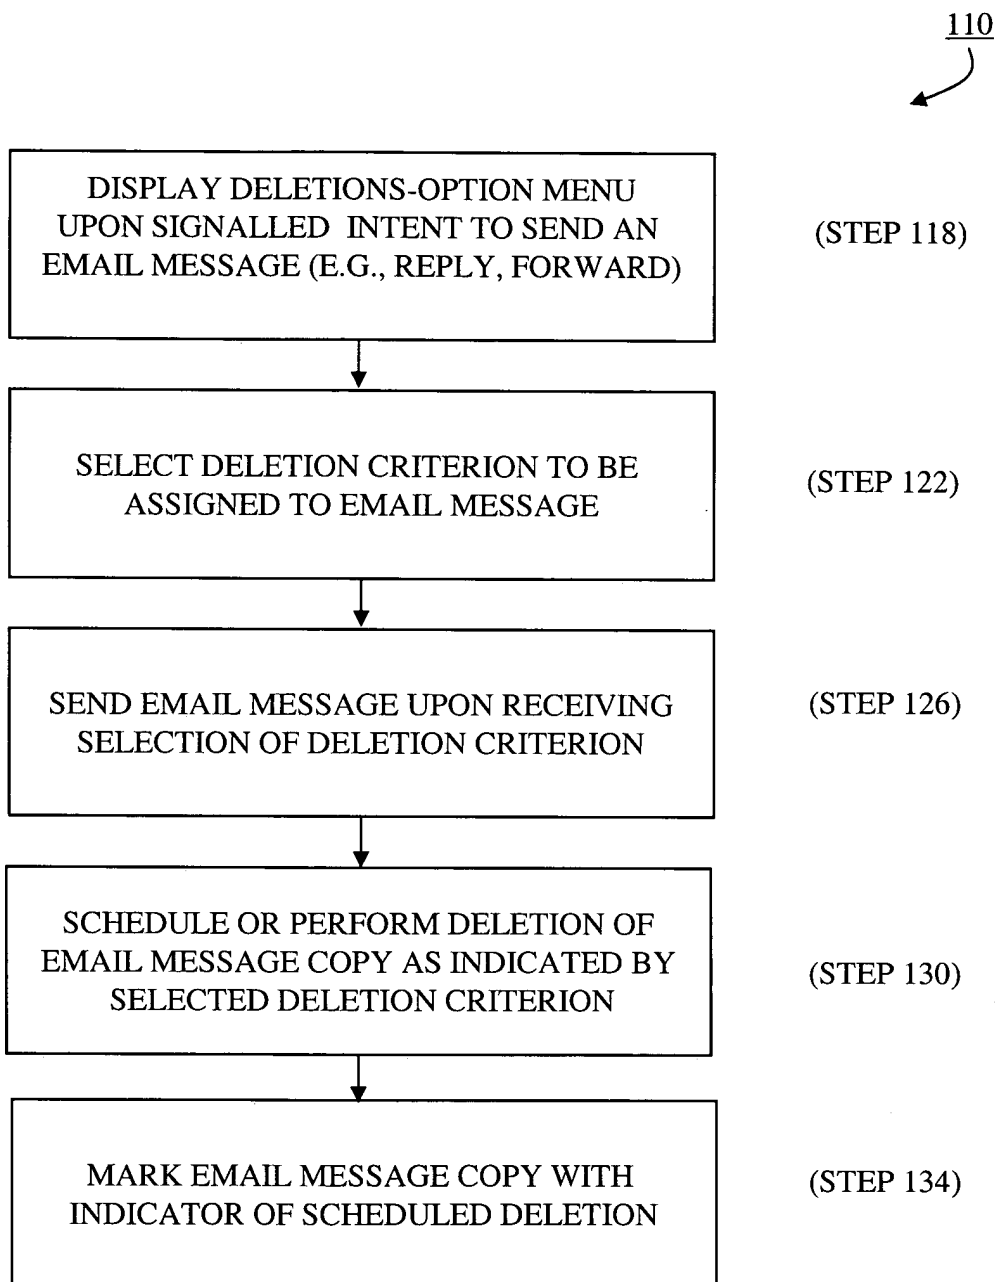 110
DISPLAY DELETIONS-OPTION MENU
UPON SIGNALLED INTENT TO SEND AN
EMAIL MESSAGE (E.G., REPLY, FORWARD)
(STEP 118)
SELECT DELETION CRITERION TO BE
ASSIGNED TO EMAIL MESSAGE
(STEP 122)
SEND EMAIL MESSAGE UPON RECEIVING
SELECTION OF DELETION CRITERION
(STEP 126)
SCHEDULE OR PERFORM DELETION OF
EMAIL MESSAGE COPY AS INDICATED BY
SELECTED DELETION CRITERION
(STEP 130)
MARK EMAIL MESSAGE COPY WITH
INDICATOR OF SCHEDULED DELETION
(STEP 134)